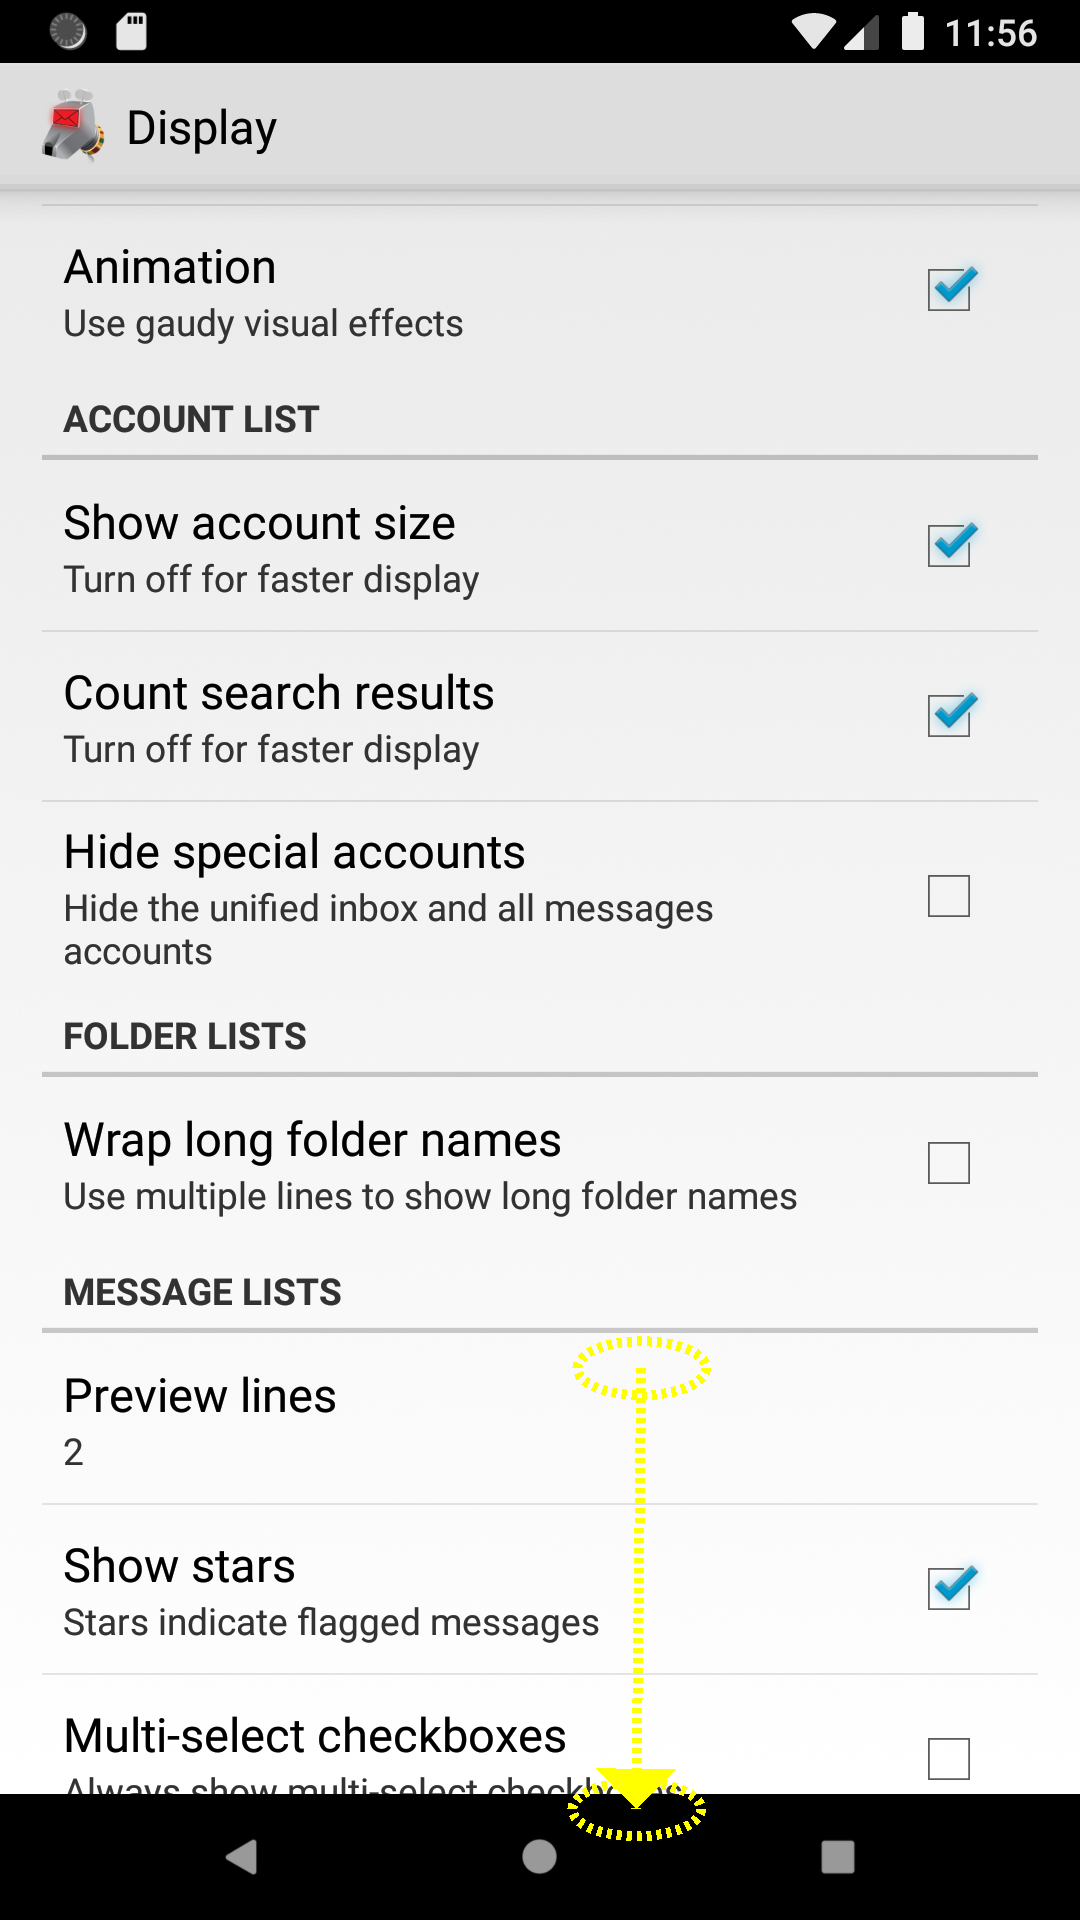 11:56
Display
Animation
Use gaudy visual effects
ACCOUNT LIST
Show account size
Turn off for faster display
Count search results
Turn off for faster display
Hide special accounts
Hide the unified inbox and all messages
accounts
FOLDER LISTS
Wrap long folder names
Use multiple lines to show long folder names
MESSAGE LISTS
Preview lines
2
Show stars
Stars indicate flagged messages
Multi-select checkboxes
Always show multi-select checkboxes